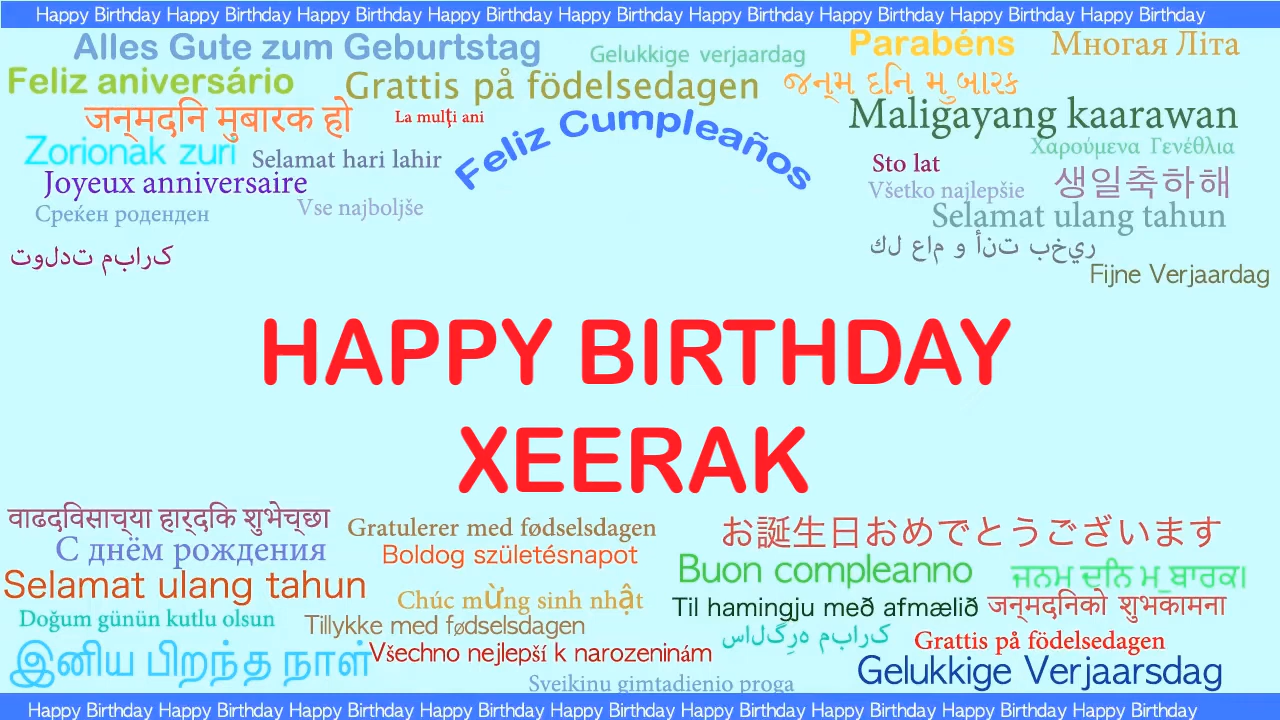 Happy Birthday Happy Birthday Happy Birthday Happy Birthday Happy Birthday Happy Birthday Happy Birthday Happy Birthday Happy Birthday
Alles Gute zum Geburtstag
Gelukkige verjaardag
Parabéns
Многая Літа
Feliz aniversário
Grattis på födelsedagen
જન્મ દનિ મુ બારક
जन्मदनि मुबारक हो
La mulţi ani
Feliz Cumpleaños
Maligayang kaarawan
Zorionak zuri
Selamat hari lahir
Χαρούμενα Γενέθλια
Sto lat
Joyeux anniversaire
Všetko najlepšie
생일축하해
Среќен роденден
Vse najboljše
Selamat ulang tahun
تولدت مبارک
كل عام و أنت بخير
Fijne Verjaardag
HAPPY BIRTHDAY
XEERAK
वाढदविसाच्या हार्दकि शुभेच्छा
Gratulerer med fødselsdagen
お誕生日おめでとうございます
С днём рождения
Boldog születésnapot
Buon compleanno
ਜਨਮ ਦਨਿ ਮੁਬਾਰਕ।
Selamat ulang tahun
Chúc mừng sinh nhật
Til hamingju með afmælið
जन्मदनिको शुभकामना
Doğum günün kutlu olsun
Tillykke med fødselsdagen
سالگرہ مبارک
Grattis på födelsedagen
இனிய பிறந்த நாள்
Všechno nejlepší k narozeninám
Gelukkige Verjaarsdag
Sveikinu gimtadienio proga
Happy Birthday Happy Birthday Happy Birthday Happy Birthday Happy Birthday Happy Birthday Happy Birthday Happy Birthday Happy Birthday